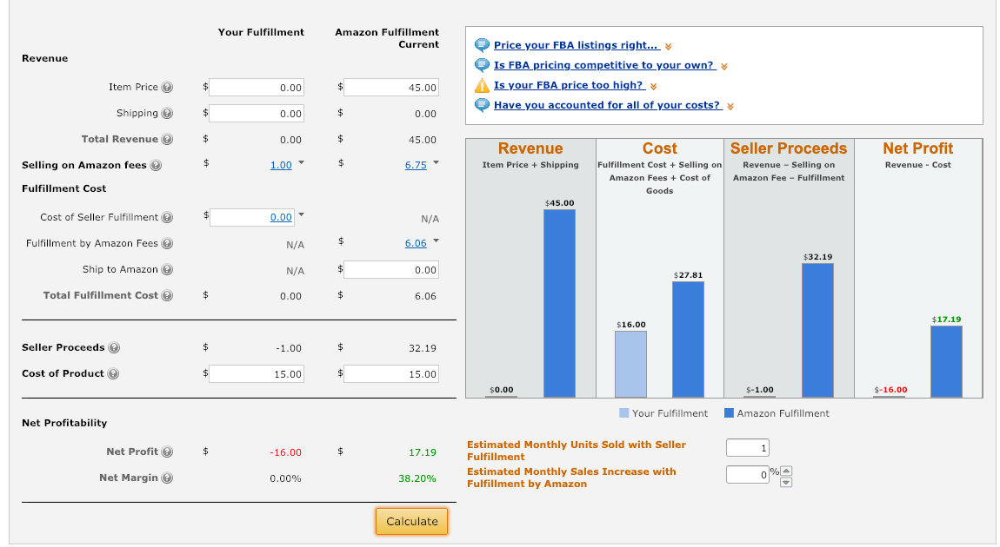 Your Fulfillment
Amazon Fulfillment
Current
Revenue
Item Price ? $ 0.00 $ 45.00
Shipping ? $ 0.00 $ 0.00
Total Revenue ? $ 0.00 $ 45.00
Selling on Amazon fees ? $ 1.00 $ 6.75
Fulfillment Cost
Cost of Seller Fulfillment ? $ 0.00 N/A
Fulfillment by Amazon Fees ? N/A $ 6.06
Ship to Amazon ? N/A $ 0.00
Total Fulfillment Cost ? $ 0.00 $ 6.06
Seller Proceeds ? $ -1.00 $ 32.19
Cost of Product ? $ 15.00 $ 15.00
Net Profitability
Net Profit ? $ -16.00 $ 17.19
Net Margin ? 0.00% 38.20%
Calculate
Price your FBA listings right...
Is FBA pricing competitive to your own?
Is your FBA price too high?
Have you accounted for all of your costs?
Revenue
Item Price + Shipping
$45.00
$0.00
Cost
Fulfillment Cost + Selling on
Amazon Fees + Cost of
Goods
$27.81
$16.00
Seller Proceeds
Revenue – Selling on
Amazon Fee – Fulfillment
$32.19
$-1.00
Net Profit
Revenue - Cost
$17.19
$-16.00
Your Fulfillment Amazon Fulfillment
Estimated Monthly Units Sold with Seller
Fulfillment
1
Estimated Monthly Sales Increase with
Fulfillment by Amazon
0 %